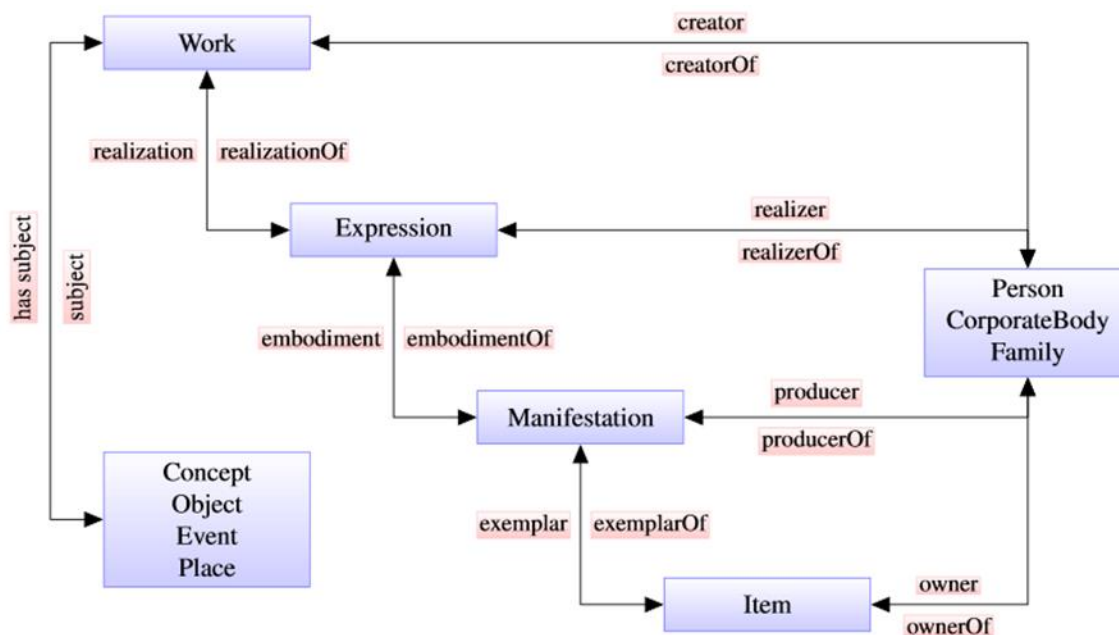 creator
Work
creatorOf
realization realizationOf
realizer
Expression
realizerOf
has subject
subject
Person
CorporateBody
Family
embodiment embodimentOf
producer
Manifestation
producerOf
Concept
Object
Event
Place
exemplar exemplarOf
owner
Item
ownerOf